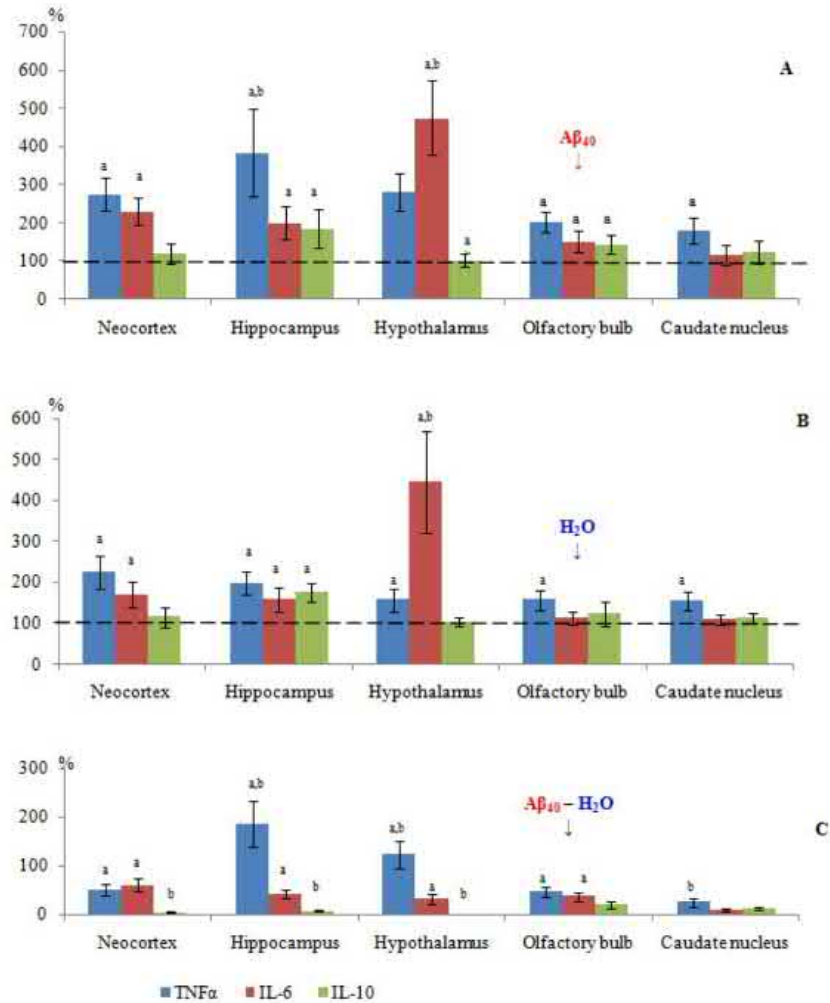 %
700
600
500
400
300
200
100
0
A
a a a,b a a a,b a a a a a
Aβ₄₀
↓
Neocortex Hippocampus Hypothalamus Olfactory bulb Caudate nucleus
%
600
500
400
300
200
100
0
B
a a a a a a a,b a a
H₂O
↓
Neocortex Hippocampus Hypothalamus Olfactory bulb Caudate nucleus
%
300
200
100
0
C
a a b a,b a b a,b a b a a b
Aβ₄₀ – H₂O
↓
Neocortex Hippocampus Hypothalamus Olfactory bulb Caudate nucleus
TNFα IL-6 IL-10